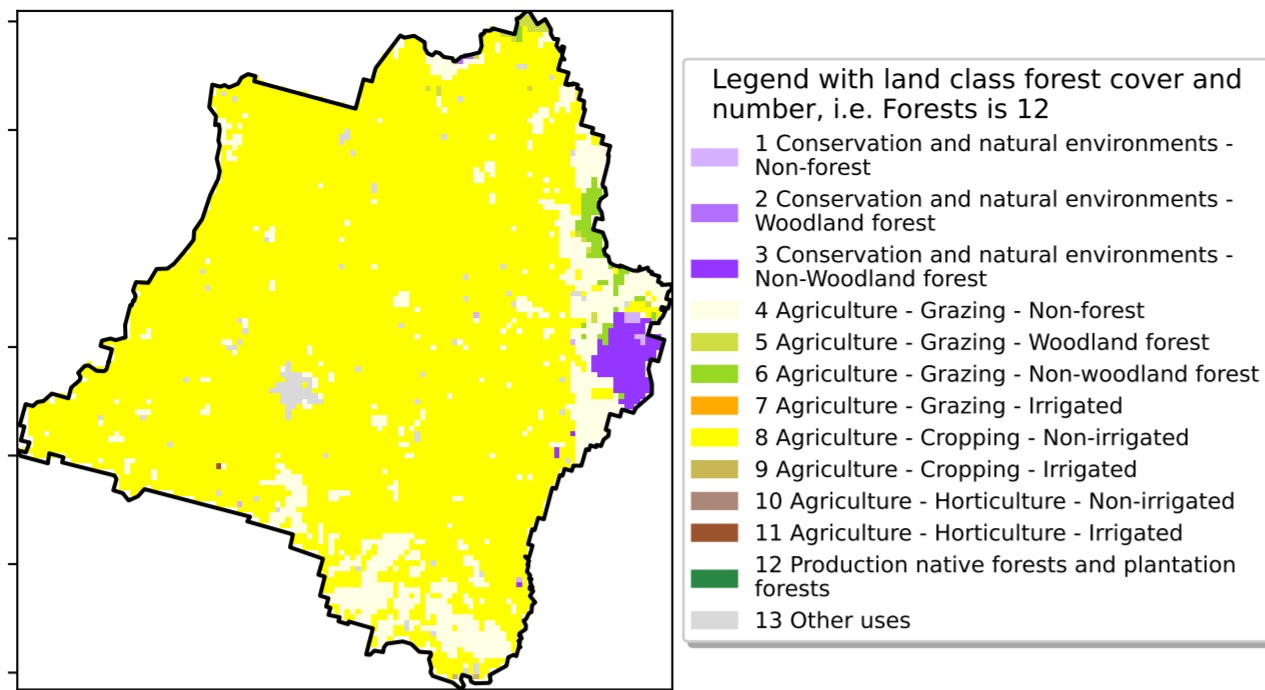 Legend with land class forest cover and
number, i.e. Forests is 12
1 Conservation and natural environments -
Non-forest
2 Conservation and natural environments -
Woodland forest
3 Conservation and natural environments -
Non-Woodland forest
4 Agriculture - Grazing - Non-forest
5 Agriculture - Grazing - Woodland forest
6 Agriculture - Grazing - Non-woodland forest
7 Agriculture - Grazing - Irrigated
8 Agriculture - Cropping - Non-irrigated
9 Agriculture - Cropping - Irrigated
10 Agriculture - Horticulture - Non-irrigated
11 Agriculture - Horticulture - Irrigated
12 Production native forests and plantation
forests
13 Other uses